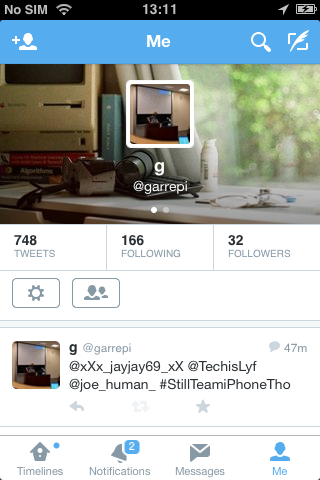 No SIM 13:11
Me
g
@garrepi
748 166 32
TWEETS FOLLOWING FOLLOWERS
g @garrepi 47m
@xXx_jayjay69_xX @TechisLyf
@joe_human_ #StillTeamiPhoneTho
2
Timelines Notifications Messages Me